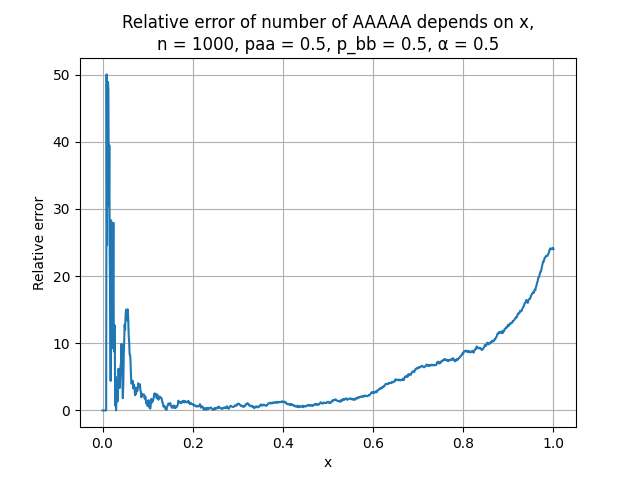 Relative error of number of AAAAA depends on x,
n = 1000, paa = 0.5, p_bb = 0.5, α = 0.5
50
40
30
20
10
0
Relative error
0.0 0.2 0.4 0.6 0.8 1.0
x